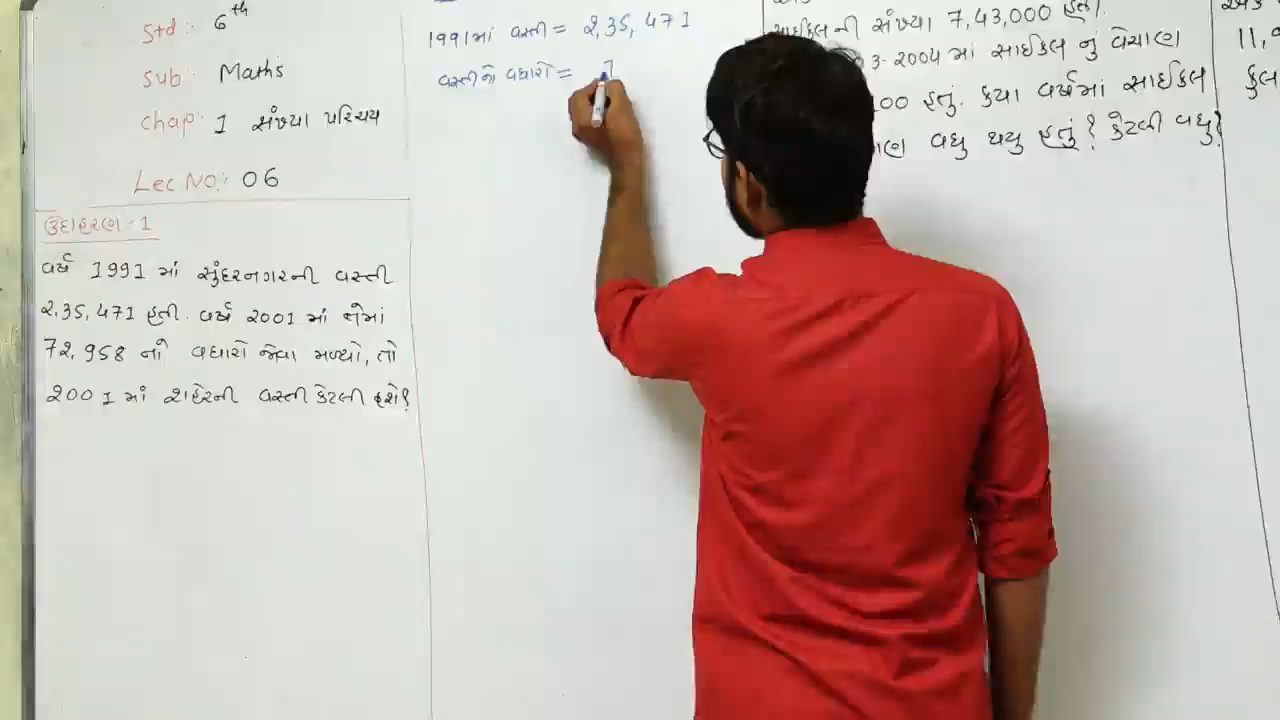 Std : 6th
Sub : Maths
Chap : 1 સંખ્યા પરિચય
Lec No.: 06
ઉદાહરણ - 1
વર્ષ 1991 માં સુંદરનગરની વસ્તી
2,35,471 હતી. વર્ષ 2001 માં તેમાં
72,958 નો વધારો જોવા મળ્યો, તો
2001 માં શહેરની વસ્તી કેટલી હશે?
1991માં વસ્તી = 2,35,471
વસ્તીનો વધારો = 7
સાઈકલની સંખ્યા 7,43,000 હતી.
3-2004 માં સાઈકલ નું વેચાણ
100 હતું. કયા વર્ષમાં સાઈકલ
વધુ થયુ હતું? કેટલી વધુ?
11,
કુલ